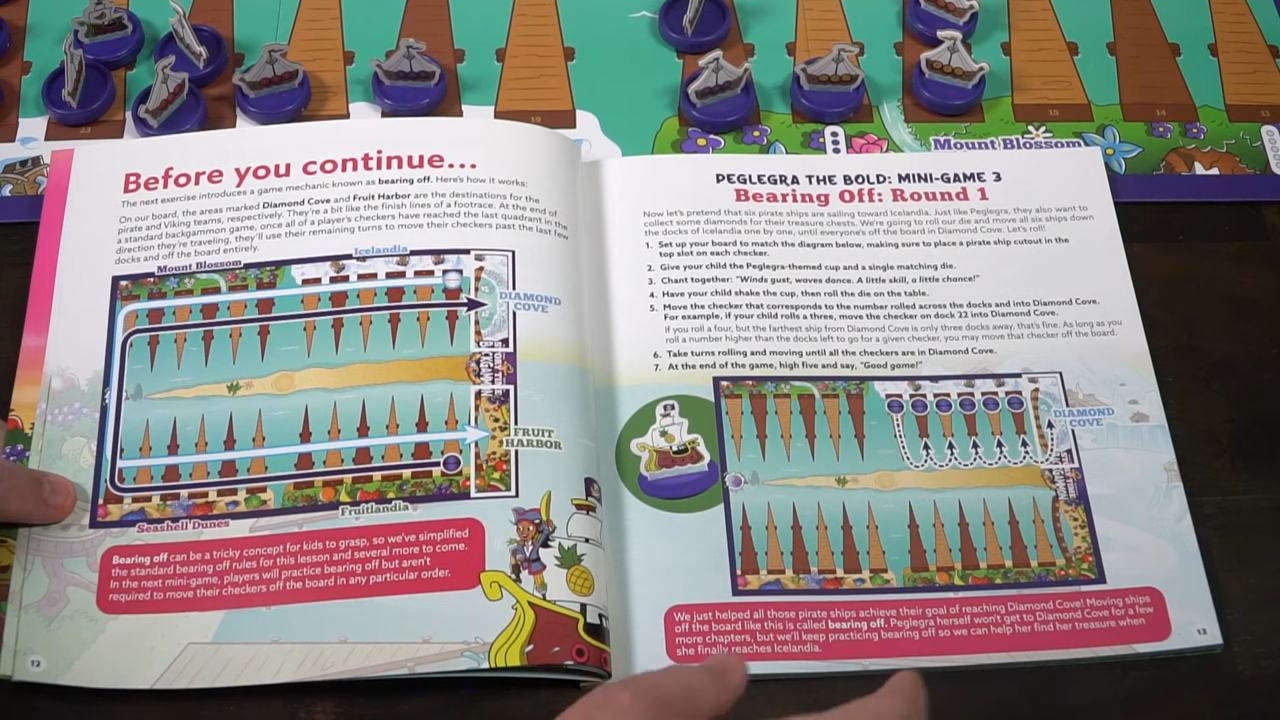 19
15
14
13
23
Mount Blossom
Before you continue...
The next exercise introduces a game mechanic known as bearing off. Here's how it works:
On our board, the areas marked Diamond Cove and Fruit Harbor are the destinations for the
pirate and Viking teams, respectively. They're a bit like the finish lines of a footrace. At the end of
a standard backgammon game, once all of a player's checkers have reached the last quadrant in the
direction they're traveling, they'll use their remaining turns to move their checkers past the last few
docks and off the board entirely.
Mount Blossom
Icelandia
DIAMOND
COVE
FRUIT
HARBOR
Seashell Dunes
Fruitlandia
Bearing off can be a tricky concept for kids to grasp, so we've simplified
the standard bearing off rules for this lesson and several more to come.
In the next mini-game, players will practice bearing off but aren't
required to move their checkers off the board in any particular order.
12
PEGLEGRA THE BOLD: MINI-GAME 3
Bearing Off: Round 1
Now let's pretend that six pirate ships are sailing toward Icelandia. Just like Peglegra, they also want to
collect some diamonds for their treasure chests. We're going to roll our die and move all six ships down
the docks of Icelandia one by one, until everyone's off the board in Diamond Cove. Let's roll!
1. Set up your board to match the diagram below, making sure to place a pirate ship cutout in the
top slot on each checker.
2. Give your child the Peglegra-themed cup and a single matching die.
3. Chant together: "Winds gust, waves dance. A little skill, a little chance!"
4. Have your child shake the cup, then roll the die on the table.
5. Move the checker that corresponds to the number rolled across the docks and into Diamond Cove.
For example, if your child rolls a three, move the checker on dock 22 into Diamond Cove.
If you roll a four, but the farthest ship from Diamond Cove is only three docks away, that's fine. As long as you
roll a number higher than the docks left to go for a given checker, you may move that checker off the board.
6. Take turns rolling and moving until all the checkers are in Diamond Cove.
7. At the end of the game, high five and say, "Good game!"
DIAMOND
COVE
We just helped all those pirate ships achieve their goal of reaching Diamond Cove! Moving ships
off the board like this is called bearing off. Peglegra herself won't get to Diamond Cove for a few
more chapters, but we'll keep practicing bearing off so we can help her find her treasure when
she finally reaches Icelandia.
13